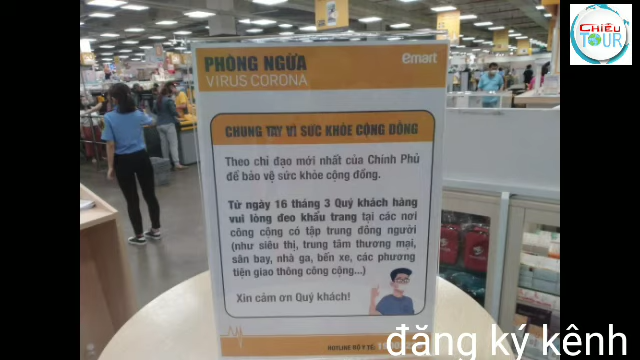 Chiêu
TOUR
PHÒNG NGỪA
emart
VIRUS CORONA
CHUNG TAY VÌ SỨC KHỎE CỘNG ĐỒNG
Theo chỉ đạo mới nhất của Chính Phủ
để bảo vệ sức khỏe cộng đồng.
Từ ngày 16 tháng 3 Quý khách hàng
vui lòng đeo khẩu trang tại các nơi
công cộng có tập trung đông người
(như siêu thị, trung tâm thương mại,
sân bay, nhà ga, bến xe, các phương
tiện giao thông công cộng...)
Xin cảm ơn Quý khách!
HOTLINE BỘ Y TẾ:
đăng ký kênh